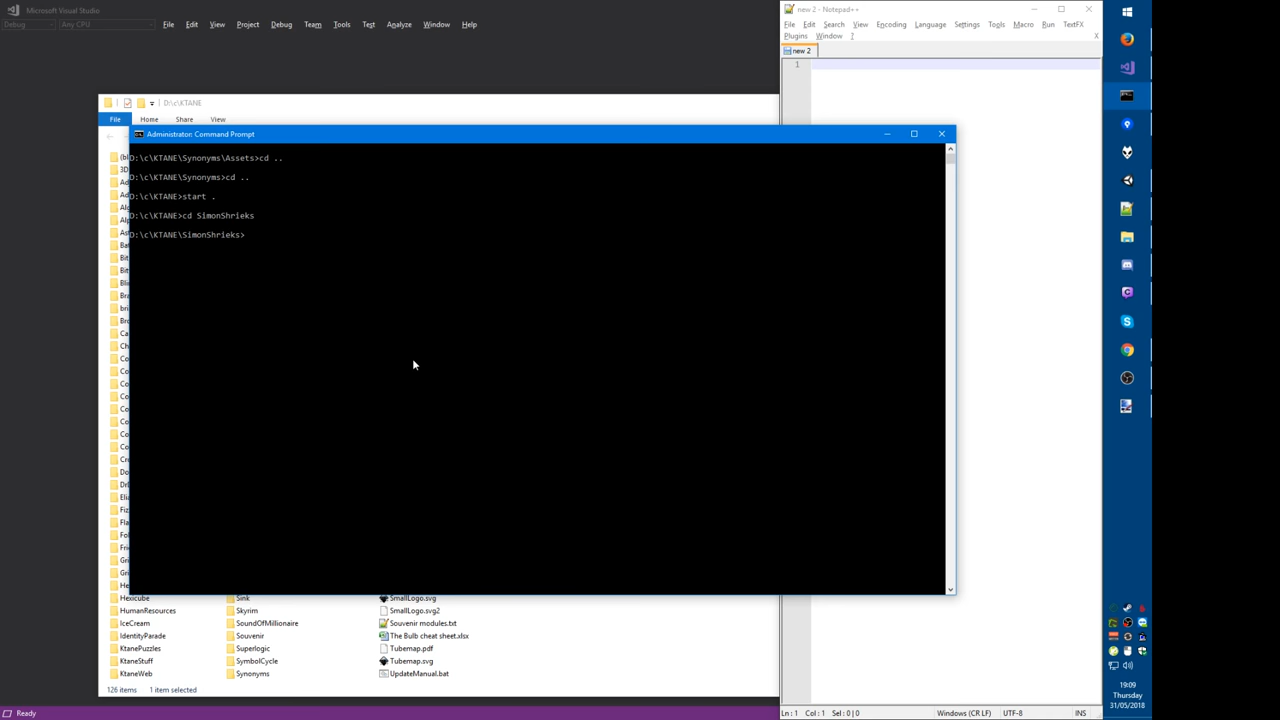 Microsoft Visual Studio
File Edit View Project Debug Team Tools Test Analyze Window Help
Debug Any CPU
D:\c\KTANE
File Home Share View
Administrator: Command Prompt
D:\c\KTANE\Synonyms\Assets>cd ..
D:\c\KTANE\Synonyms>cd ..
D:\c\KTANE>start .
D:\c\KTANE>cd SimonShrieks
D:\c\KTANE\SimonShrieks>
Hexicube Sink SmallLogo.svg
HumanResources Skyrim SmallLogo.svg2
IceCream SoundOfMillionaire Souvenir modules.txt
IdentityParade Souvenir The Bulb cheat sheet.xlsx
KtanePuzzles Superlogic Tubemap.pdf
KtaneStuff SymbolCycle Tubemap.svg
KtaneWeb Synonyms UpdateManual.bat
126 items 1 item selected
Ready
new 2 - Notepad++
File Edit Search View Encoding Language Settings Tools Macro Run TextFX
Plugins Window ? X
new 2
1
Ln : 1 Col : 1 Sel : 0 | 0 Windows (CR LF) UTF-8 INS
19:09
Thursday
31/05/2018